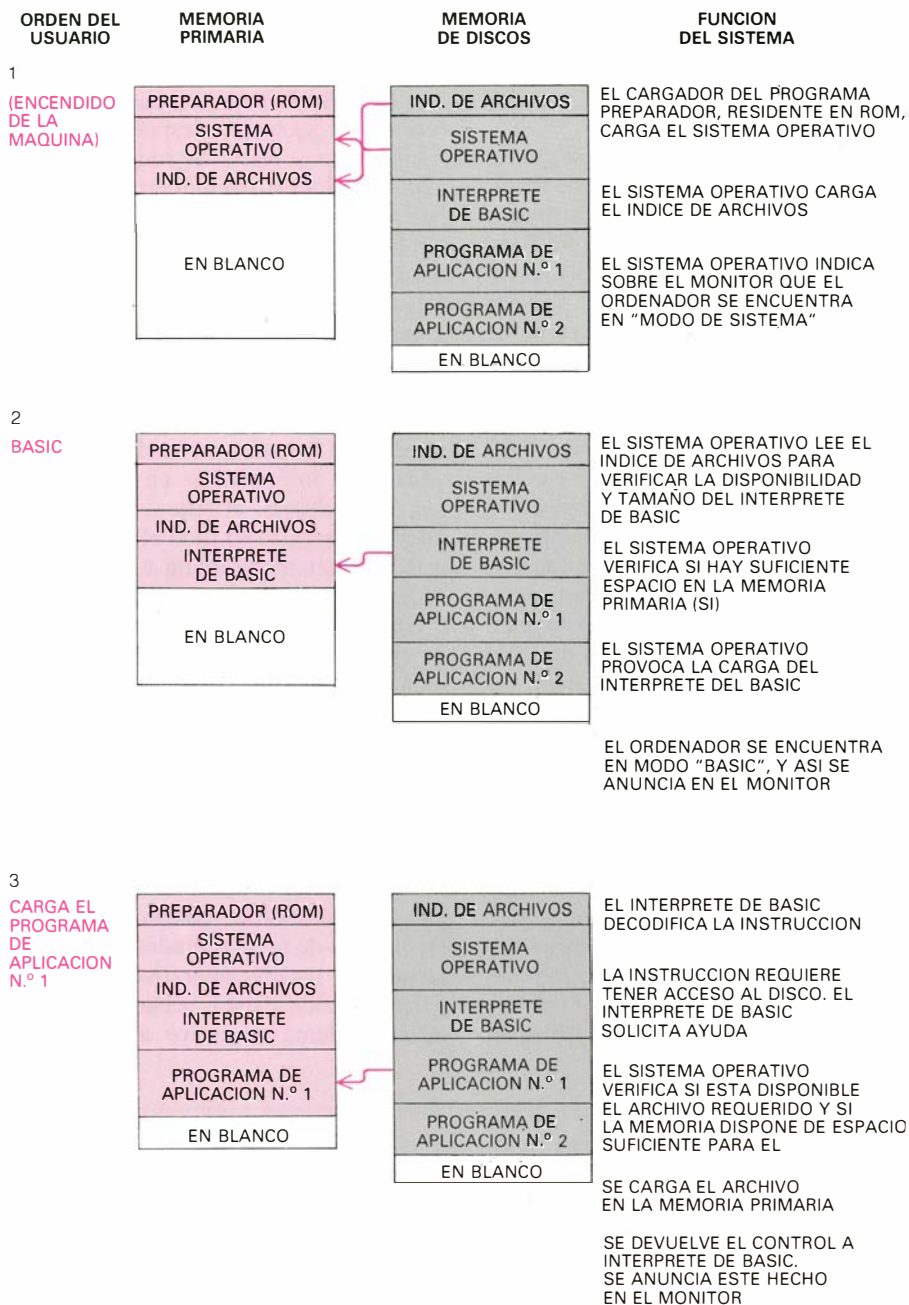 ORDEN DEL
USUARIO
MEMORIA
PRIMARIA
MEMORIA
DE DISCOS
FUNCION
DEL SISTEMA
1
(ENCENDIDO
DE LA
MAQUINA)
PREPARADOR (ROM)
SISTEMA
OPERATIVO
IND. DE ARCHIVOS
EN BLANCO
IND. DE ARCHIVOS
SISTEMA
OPERATIVO
INTERPRETE
DE BASIC
PROGRAMA DE
APLICACION N.º 1
PROGRAMA DE
APLICACION N.º 2
EN BLANCO
EL CARGADOR DEL PROGRAMA
PREPARADOR, RESIDENTE EN ROM,
CARGA EL SISTEMA OPERATIVO
EL SISTEMA OPERATIVO CARGA
EL INDICE DE ARCHIVOS
EL SISTEMA OPERATIVO INDICA
SOBRE EL MONITOR QUE EL
ORDENADOR SE ENCUENTRA
EN "MODO DE SISTEMA"
2
BASIC
PREPARADOR (ROM)
SISTEMA
OPERATIVO
IND. DE ARCHIVOS
INTERPRETE
DE BASIC
EN BLANCO
IND. DE ARCHIVOS
SISTEMA
OPERATIVO
INTERPRETE
DE BASIC
PROGRAMA DE
APLICACION N.º 1
PROGRAMA DE
APLICACION N.º 2
EN BLANCO
EL SISTEMA OPERATIVO LEE EL
INDICE DE ARCHIVOS PARA
VERIFICAR LA DISPONIBILIDAD
Y TAMAÑO DEL INTERPRETE
DE BASIC
EL SISTEMA OPERATIVO
VERIFICA SI HAY SUFICIENTE
ESPACIO EN LA MEMORIA
PRIMARIA (SI)
EL SISTEMA OPERATIVO
PROVOCA LA CARGA DEL
INTERPRETE DEL BASIC
EL ORDENADOR SE ENCUENTRA
EN MODO "BASIC", Y ASI SE
ANUNCIA EN EL MONITOR
3
CARGA EL
PROGRAMA
DE
APLICACION
N.º 1
PREPARADOR (ROM)
SISTEMA
OPERATIVO
IND. DE ARCHIVOS
INTERPRETE
DE BASIC
PROGRAMA DE
APLICACION N.º 1
EN BLANCO
IND. DE ARCHIVOS
SISTEMA
OPERATIVO
INTERPRETE
DE BASIC
PROGRAMA DE
APLICACION N.º 1
PROGRAMA DE
APLICACION N.º 2
EN BLANCO
EL INTERPRETE DE BASIC
DECODIFICA LA INSTRUCCION
LA INSTRUCCION REQUIERE
TENER ACCESO AL DISCO. EL
INTERPRETE DE BASIC
SOLICITA AYUDA
EL SISTEMA OPERATIVO
VERIFICA SI ESTA DISPONIBLE
EL ARCHIVO REQUERIDO Y SI
LA MEMORIA DISPONE DE ESPACIO
SUFICIENTE PARA EL
SE CARGA EL ARCHIVO
EN LA MEMORIA PRIMARIA
SE DEVUELVE EL CONTROL A
INTERPRETE DE BASIC.
SE ANUNCIA ESTE HECHO
EN EL MONITOR